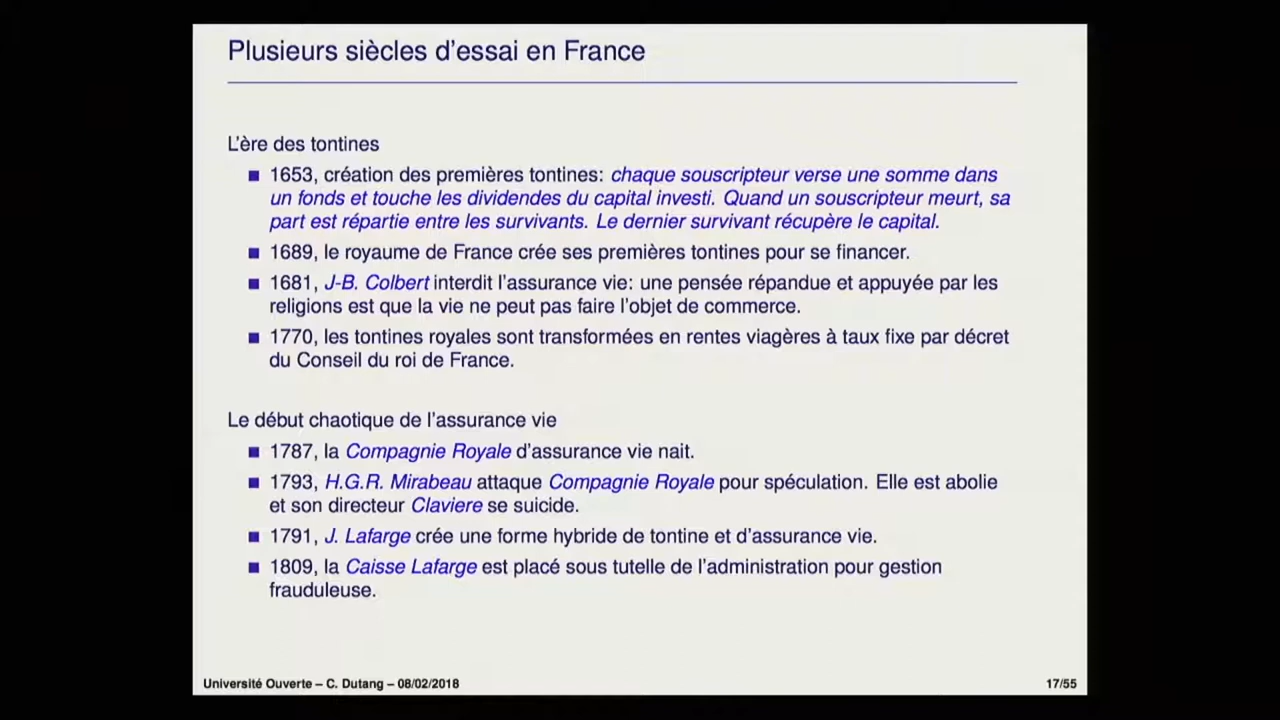 Plusieurs siècles d'essai en France
L'ère des tontines
1653, création des premières tontines: chaque souscripteur verse une somme dans
un fonds et touche les dividendes du capital investi. Quand un souscripteur meurt, sa
part est répartie entre les survivants. Le dernier survivant récupère le capital.
1689, le royaume de France crée ses premières tontines pour se financer.
1681, J-B. Colbert interdit l'assurance vie: une pensée répandue et appuyée par les
religions est que la vie ne peut pas faire l'objet de commerce.
1770, les tontines royales sont transformées en rentes viagères à taux fixe par décret
du Conseil du roi de France.
Le début chaotique de l'assurance vie
1787, la Compagnie Royale d'assurance vie nait.
1793, H.G.R. Mirabeau attaque Compagnie Royale pour spéculation. Elle est abolie
et son directeur Claviere se suicide.
1791, J. Lafarge crée une forme hybride de tontine et d'assurance vie.
1809, la Caisse Lafarge est placé sous tutelle de l'administration pour gestion
frauduleuse.
Université Ouverte – C. Dutang – 08/02/2018
17/55